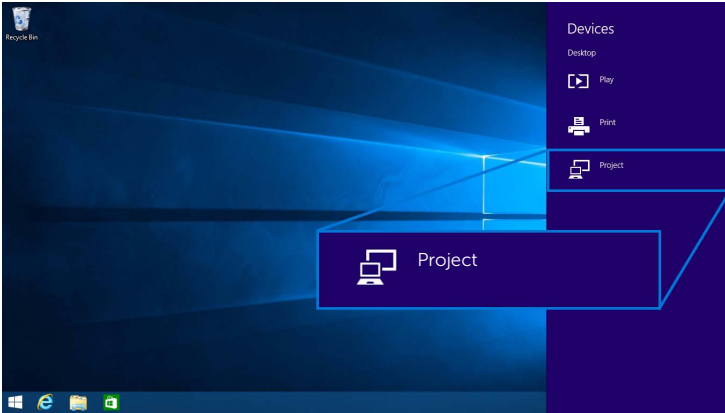 Recycle Bin
Devices
Desktop
Play
Print
Project
Project